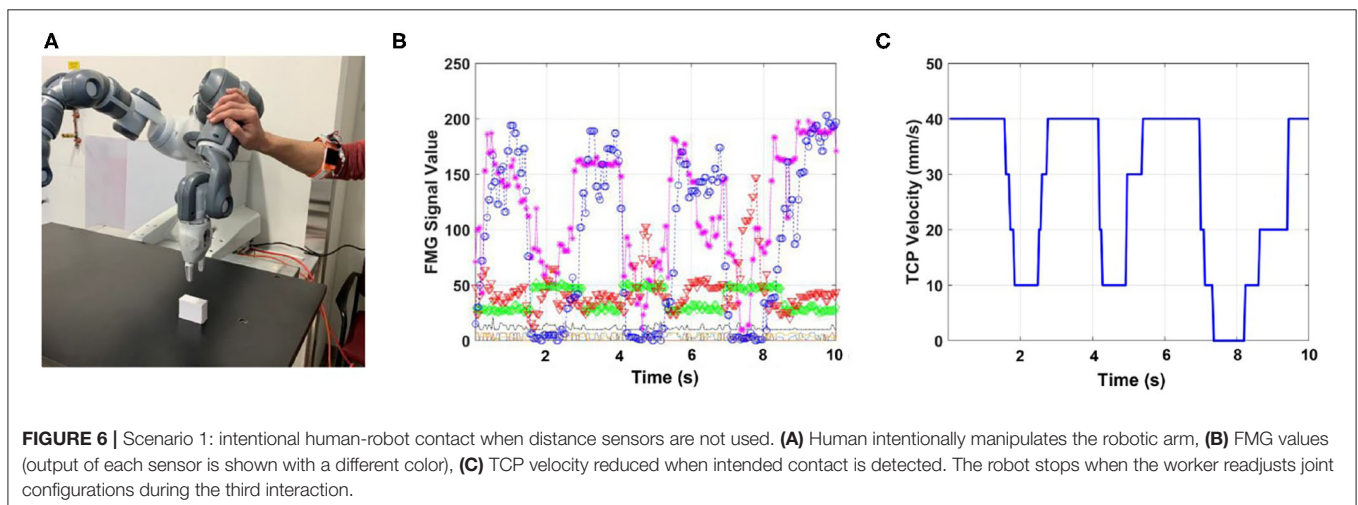 A
B
C
250
200
150
100
50
0
FMG Signal Value
2
4
6
8
10
Time (s)
50
40
30
20
10
0
TCP Velocity (mm/s)
2
4
6
8
10
Time (s)
FIGURE 6 | Scenario 1: intentional human-robot contact when distance sensors are not used. (A) Human intentionally manipulates the robotic arm, (B) FMG values
(output of each sensor is shown with a different color), (C) TCP velocity reduced when intended contact is detected. The robot stops when the worker readjusts joint
configurations during the third interaction.